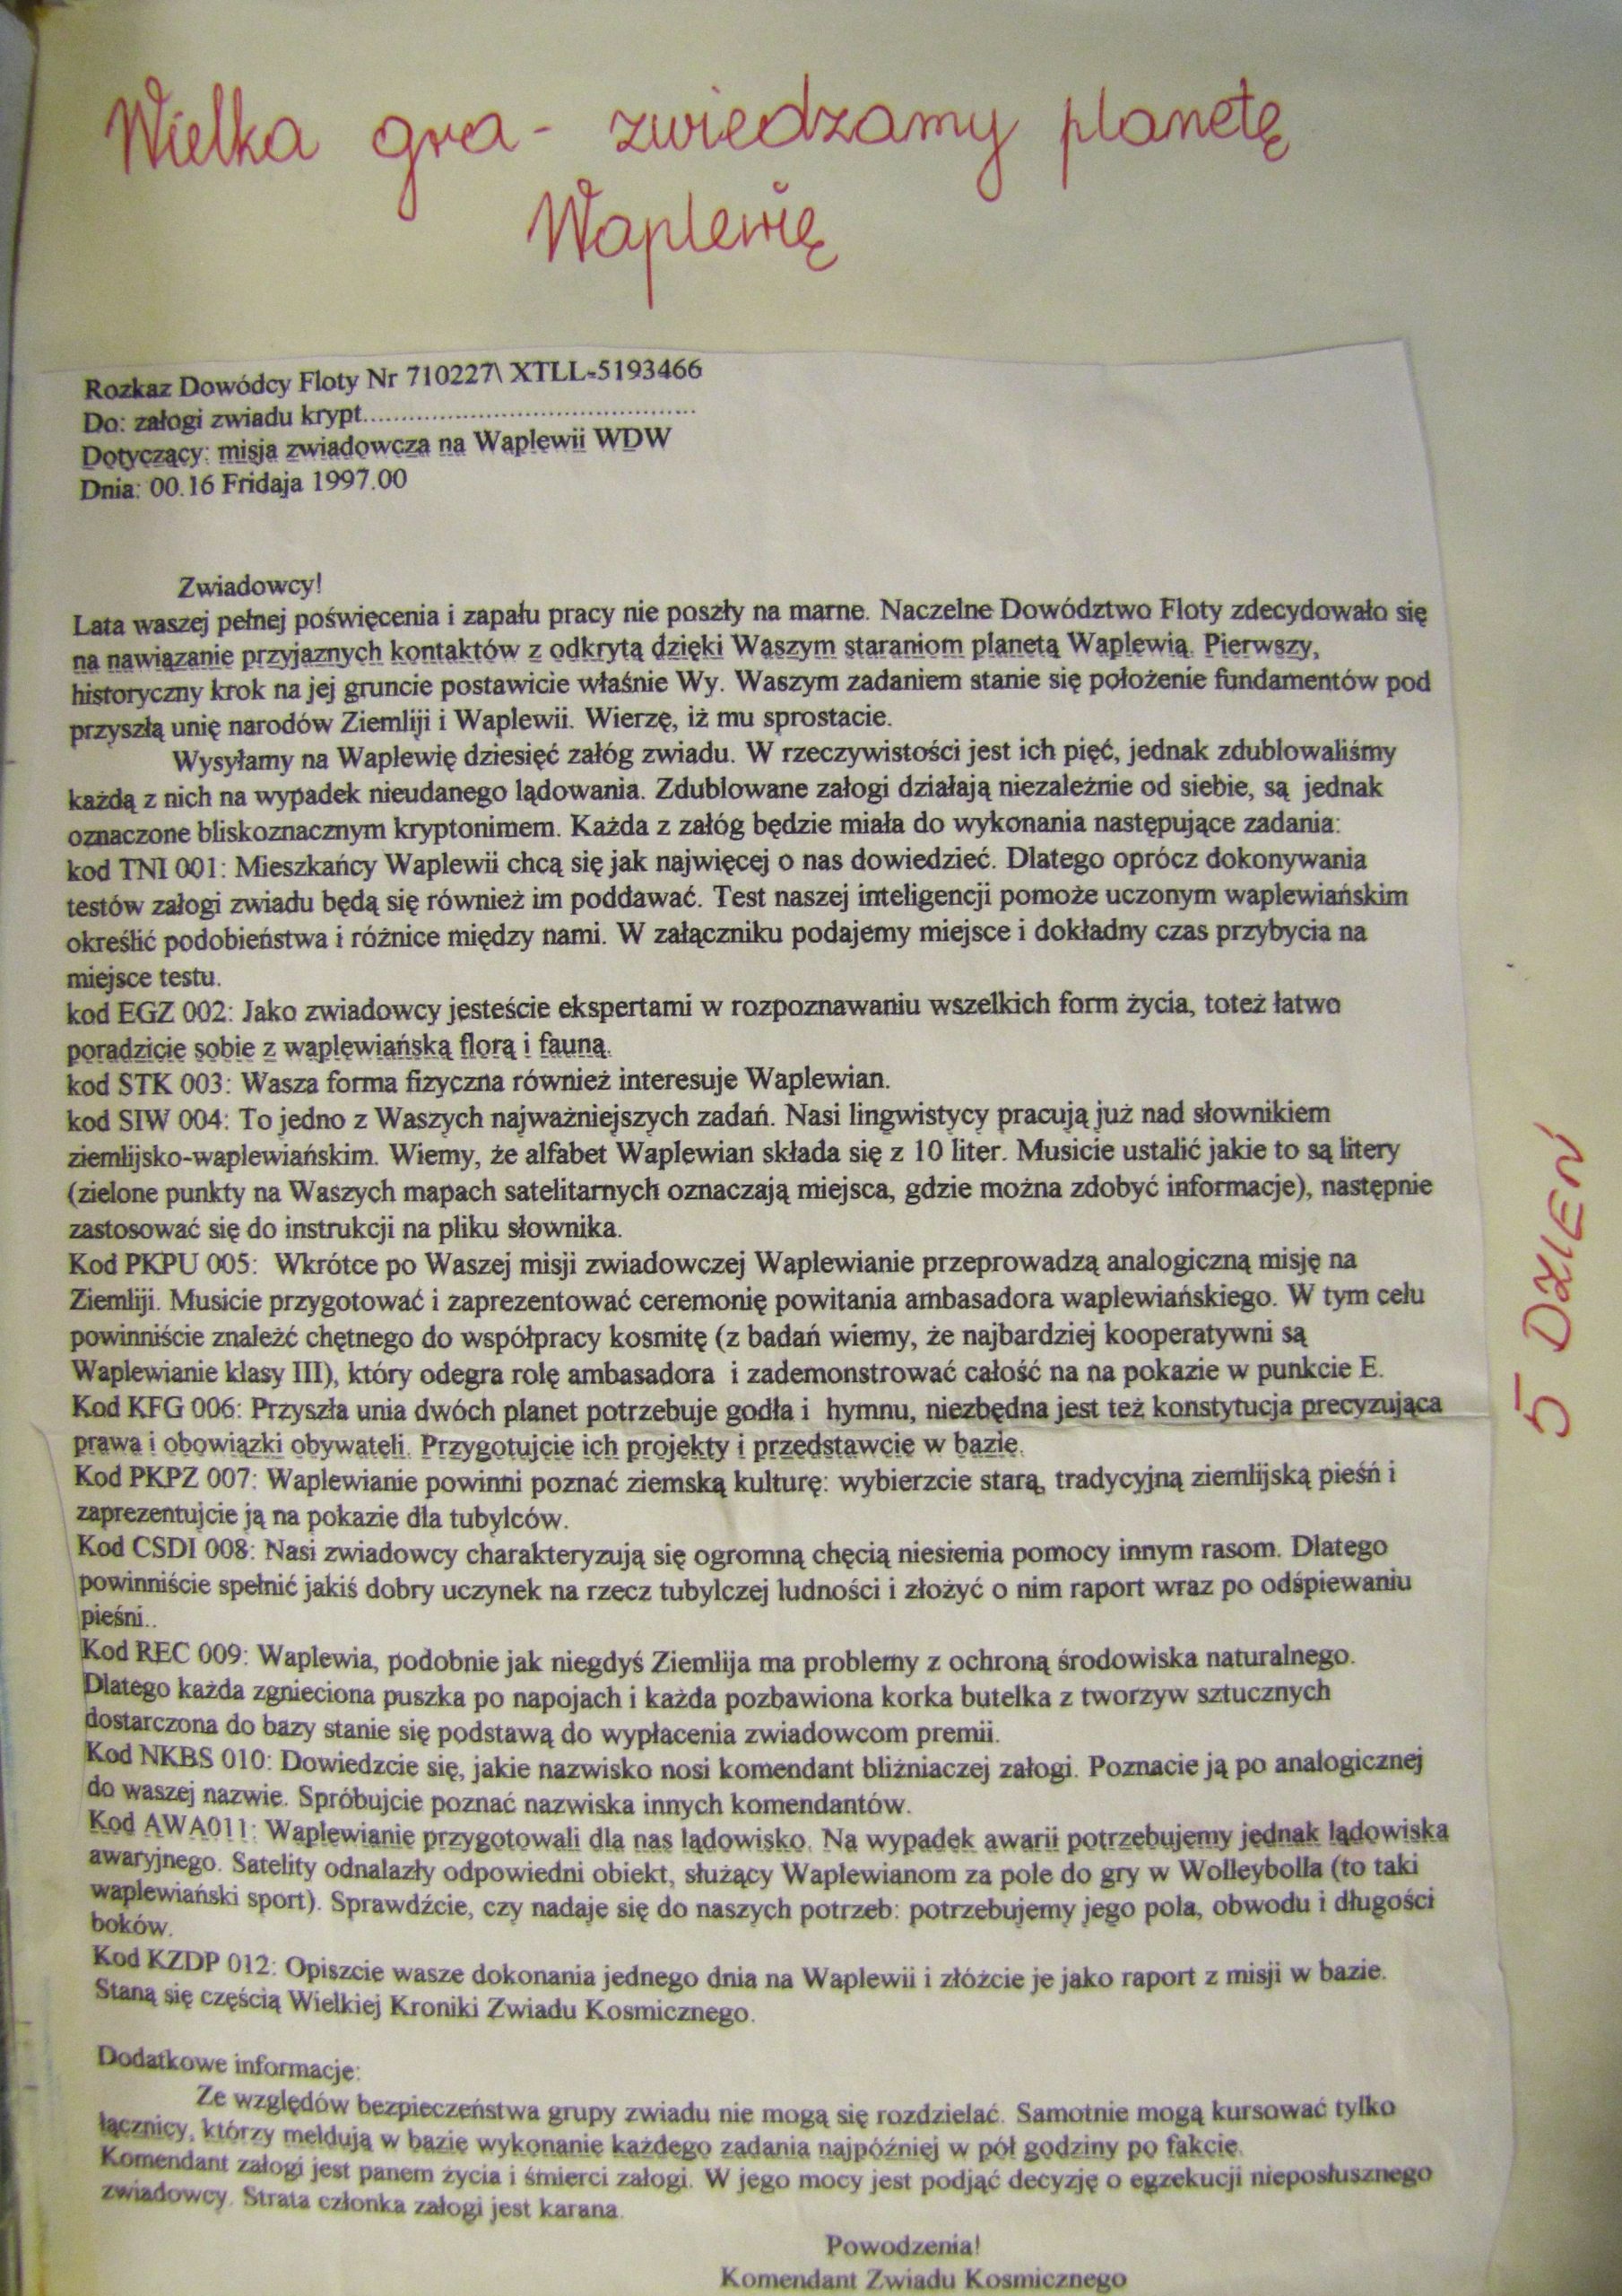 Wielka gra - zwiedzamy planetę
Waplewię
Rozkaz Dowódcy Floty Nr 710227\ XTLL-5193466
Do: załogi zwiadu krypt..........................................
Dotyczący: misja zwiadowcza na Waplewii WDW
Dnia: 00.16 Fridaja 1997.00
Zwiadowcy!
Lata waszej pełnej poświęcenia i zapału pracy nie poszły na marne. Naczelne Dowództwo Floty zdecydowało się
na nawiązanie przyjaznych kontaktów z odkrytą dzięki Waszym staraniom planetą Waplewią. Pierwszy,
historyczny krok na jej gruncie postawicie właśnie Wy. Waszym zadaniem stanie się położenie fundamentów pod
przyszłą unię narodów Ziemliji i Waplewii. Wierzę, iż mu sprostacie.
Wysyłamy na Waplewię dziesięć załóg zwiadu. W rzeczywistości jest ich pięć, jednak zdublowaliśmy
każdą z nich na wypadek nieudanego lądowania. Zdublowane załogi działają niezależnie od siebie, są jednak
oznaczone bliskoznacznym kryptonimem. Każda z załóg będzie miała do wykonania następujące zadania:
kod TNI 001: Mieszkańcy Waplewii chcą się jak najwięcej o nas dowiedzieć. Dlatego oprócz dokonywania
testów załogi zwiadu będą się również im poddawać. Test naszej inteligencji pomoże uczonym waplewiańskim
określić podobieństwa i różnice między nami. W załączniku podajemy miejsce i dokładny czas przybycia na
miejsce testu.
kod EGZ 002: Jako zwiadowcy jesteście ekspertami w rozpoznawaniu wszelkich form życia, toteż łatwo
poradzicie sobie z waplewiańską florą i fauną.
kod STK 003: Wasza forma fizyczna również interesuje Waplewian.
kod SIW 004: To jedno z Waszych najważniejszych zadań. Nasi lingwistycy pracują już nad słownikiem
ziemlijsko-waplewiańskim. Wiemy, że alfabet Waplewian składa się z 10 liter. Musicie ustalić jakie to są litery
(zielone punkty na Waszych mapach satelitarnych oznaczają miejsca, gdzie można zdobyć informacje), następnie
zastosować się do instrukcji na pliku słownika.
Kod PKPU 005: Wkrótce po Waszej misji zwiadowczej Waplewianie przeprowadzą analogiczną misję na
Ziemliji. Musicie przygotować i zaprezentować ceremonię powitania ambasadora waplewiańskiego. W tym celu
powinniście znaleźć chętnego do współpracy kosmitę (z badań wiemy, że najbardziej kooperatywni są
Waplewianie klasy III), który odegra rolę ambasadora i zademonstrować całość na na pokazie w punkcie E.
Kod KFG 006: Przyszła unia dwóch planet potrzebuje godła i hymnu, niezbędna jest też konstytucja precyzująca
prawa i obowiązki obywateli. Przygotujcie ich projekty i przedstawcie w bazie.
Kod PKPZ 007: Waplewianie powinni poznać ziemską kulturę: wybierzcie starą, tradycyjną ziemlijską pieśń i
zaprezentujcie ją na pokazie dla tubylców.
Kod CSDI 008: Nasi zwiadowcy charakteryzują się ogromną chęcią niesienia pomocy innym rasom. Dlatego
powinniście spełnić jakiś dobry uczynek na rzecz tubylczej ludności i złożyć o nim raport wraz po odśpiewaniu
pieśni..
Kod REC 009: Waplewia, podobnie jak niegdyś Ziemlija ma problemy z ochroną środowiska naturalnego.
Dlatego każda zgnieciona puszka po napojach i każda pozbawiona korka butelka z tworzyw sztucznych
dostarczona do bazy stanie się podstawą do wypłacenia zwiadowcom premii.
Kod NKBS 010: Dowiedzcie się, jakie nazwisko nosi komendant bliźniaczej załogi. Poznacie ją po analogicznej
do waszej nazwie. Spróbujcie poznać nazwiska innych komendantów.
Kod AWA011: Waplewianie przygotowali dla nas lądowisko. Na wypadek awarii potrzebujemy jednak lądowiska
awaryjnego. Satelity odnalazły odpowiedni obiekt, służący Waplewianom za pole do gry w Wolleybolla (to taki
waplewiański sport). Sprawdźcie, czy nadaje się do naszych potrzeb: potrzebujemy jego pola, obwodu i długości
boków.
Kod KZDP 012: Opiszcie wasze dokonania jednego dnia na Waplewii i złóżcie je jako raport z misji w bazie.
Staną się częścią Wielkiej Kroniki Zwiadu Kosmicznego.
Dodatkowe informacje:
Ze względów bezpieczeństwa grupy zwiadu nie mogą się rozdzielać. Samotnie mogą kursować tylko
łącznicy, którzy meldują w bazie wykonanie każdego zadania najpóźniej w pół godziny po fakcie.
Komendant załogi jest panem życia i śmierci załogi. W jego mocy jest podjąć decyzję o egzekucji nieposłusznego
zwiadowcy. Strata członka załogi jest karana.
Powodzenia!
Komendant Zwiadu Kosmicznego
5 DZIEŃ